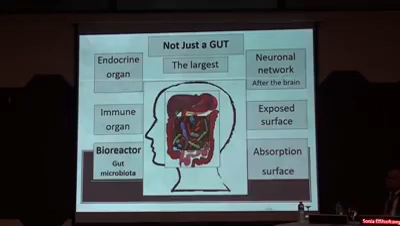 Not Just a GUT
The largest
Endocrine
organ
Immune
organ
Bioreactor
Gut
microbiota
Neuronal
network
After the brain
Exposed
surface
Absorption
surface